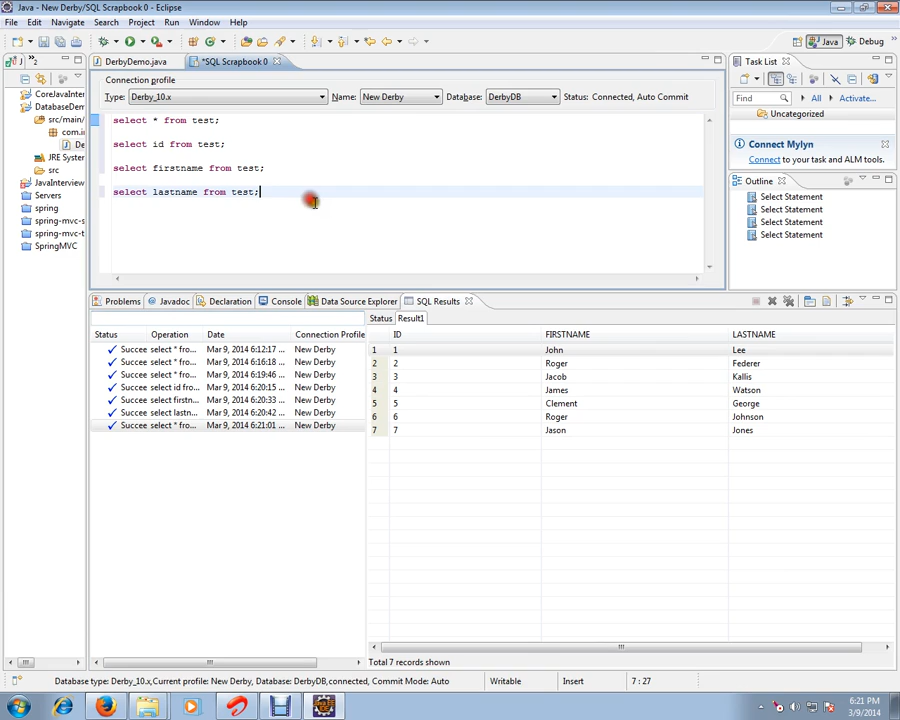 Java - New Derby/SQL Scrapbook 0 - Eclipse
File Edit Navigate Search Project Run Window Help
Java Debug
DerbyDemo.java *SQL Scrapbook 0
Connection profile
Type: Derby_10.x Name: New Derby Database: DerbyDB Status: Connected, Auto Commit
select * from test;
select id from test;
select firstname from test;
select lastname from test;
J
CoreJavaInter
DatabaseDem
src/main/
com.in
De
JRE System
src
JavaInterview
Servers
spring
spring-mvc-s
spring-mvc-t
SpringMVC
Task List
Find All Activate...
Uncategorized
Connect Mylyn
Connect to your task and ALM tools.
Outline
Select Statement
Select Statement
Select Statement
Select Statement
Problems Javadoc Declaration Console Data Source Explorer SQL Results
Status Operation Date Connection Profile
Succee select * fro... Mar 9, 2014 6:12:17 ... New Derby
Succee select * fro... Mar 9, 2014 6:16:18 ... New Derby
Succee select * fro... Mar 9, 2014 6:19:46 ... New Derby
Succee select id fro... Mar 9, 2014 6:20:15 ... New Derby
Succee select firstn... Mar 9, 2014 6:20:33 ... New Derby
Succee select lastn... Mar 9, 2014 6:20:42 ... New Derby
Succee select * fro... Mar 9, 2014 6:21:01 ... New Derby
Status Result1
ID FIRSTNAME LASTNAME
1 1 John Lee
2 2 Roger Federer
3 3 Jacob Kallis
4 4 James Watson
5 5 Clement George
6 6 Roger Johnson
7 7 Jason Jones
Total 7 records shown
Database type: Derby_10.x,Current profile: New Derby, Database: DerbyDB,connected, Commit Mode: Auto Writable Insert 7 : 27
6:21 PM
3/9/2014